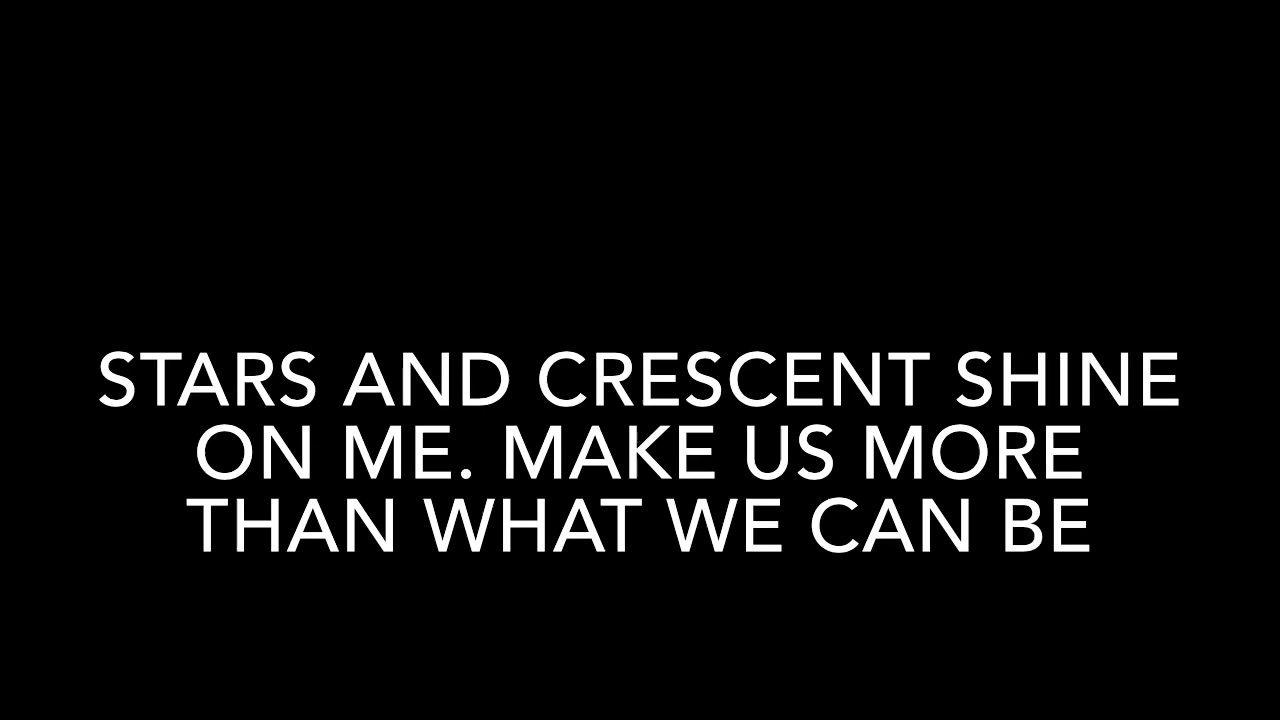 STARS AND CRESCENT SHINE
ON ME. MAKE US MORE
THAN WHAT WE CAN BE